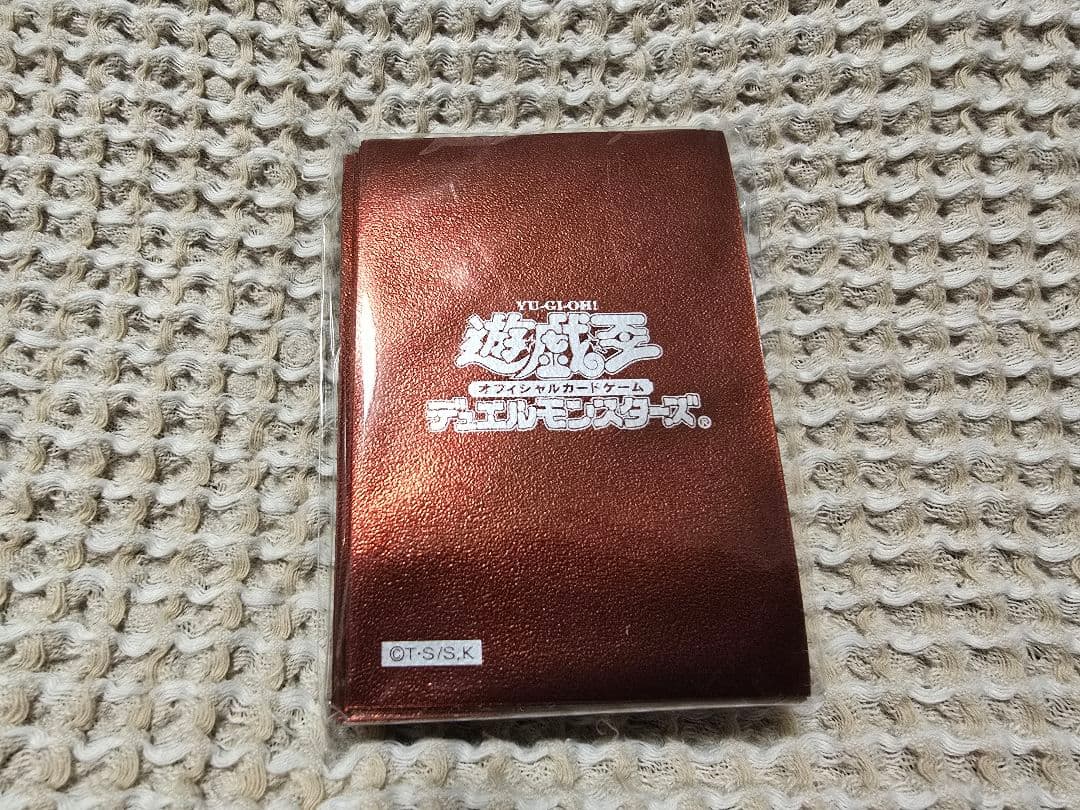 YU-GI-OH!
遊戯王
オフィシャルカードゲーム
デュエルモンスターズ®
©T·S/S,K